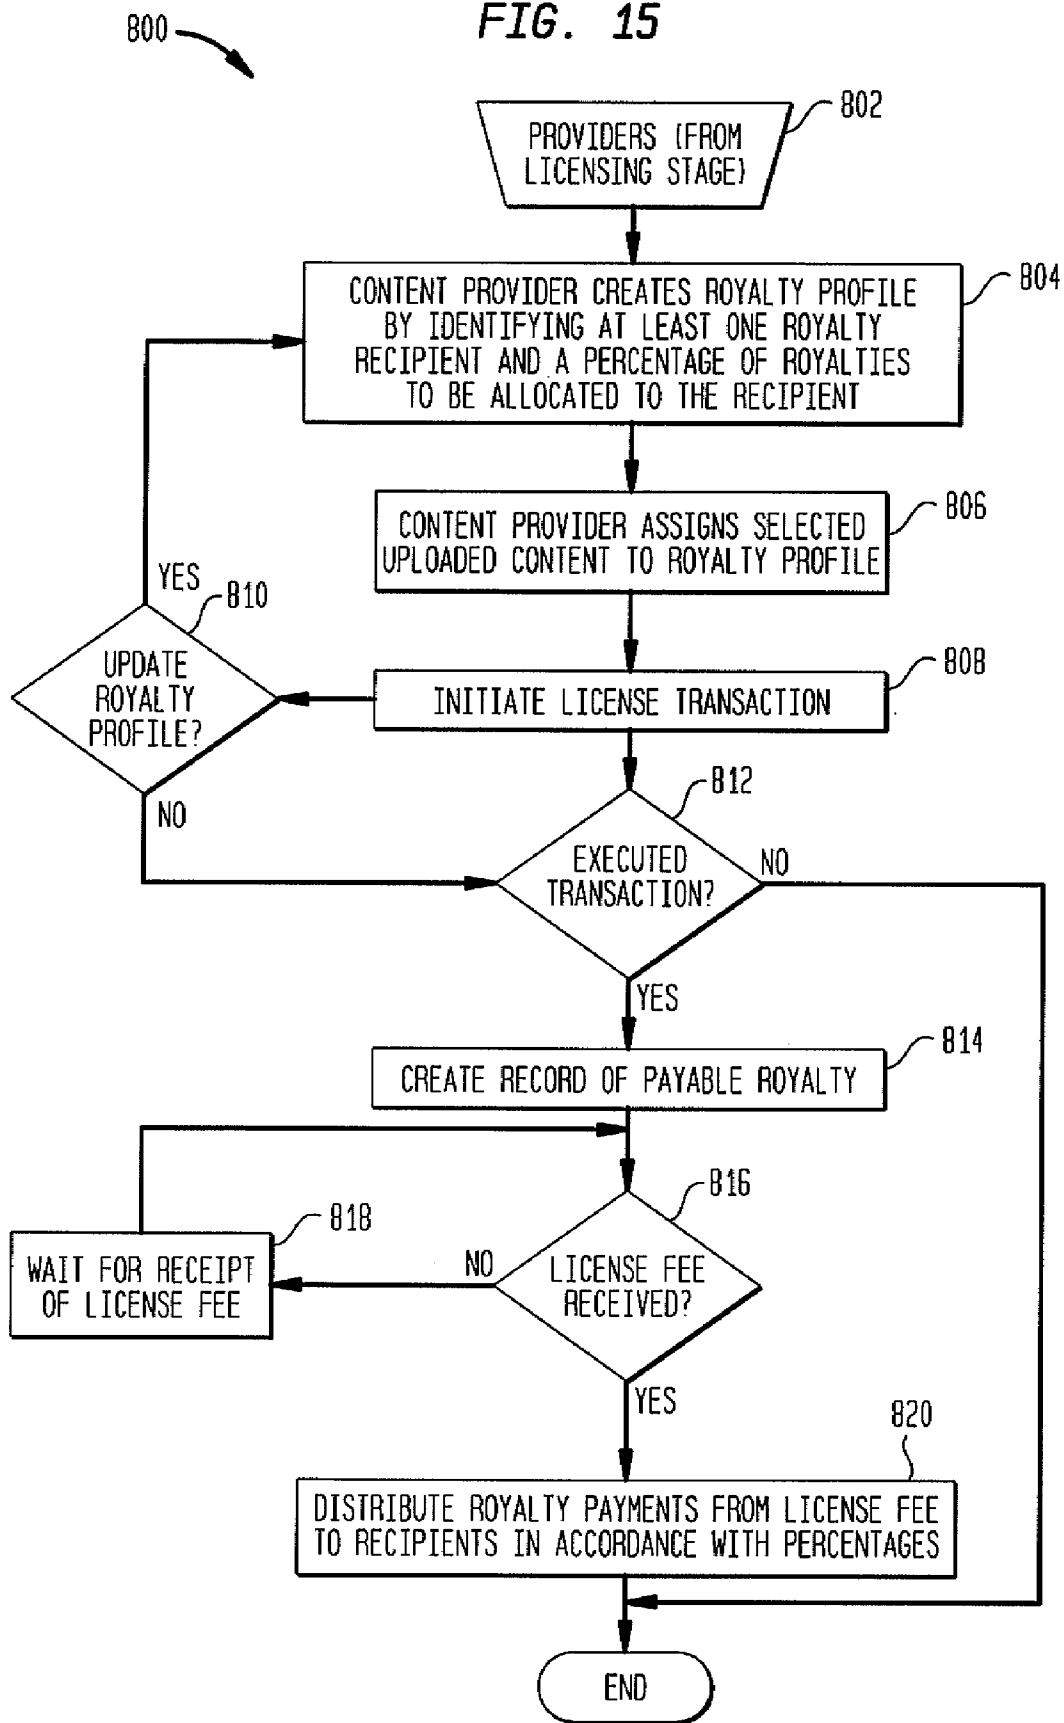 FIG. 15
800
802
PROVIDERS (FROM
LICENSING STAGE)
804
CONTENT PROVIDER CREATES ROYALTY PROFILE
BY IDENTIFYING AT LEAST ONE ROYALTY
RECIPIENT AND A PERCENTAGE OF ROYALTIES
TO BE ALLOCATED TO THE RECIPIENT
806
CONTENT PROVIDER ASSIGNS SELECTED
UPLOADED CONTENT TO ROYALTY PROFILE
YES
810
UPDATE
ROYALTY
PROFILE?
NO
808
INITIATE LICENSE TRANSACTION
812
EXECUTED
TRANSACTION?
NO
YES
814
CREATE RECORD OF PAYABLE ROYALTY
816
LICENSE FEE
RECEIVED?
NO
818
WAIT FOR RECEIPT
OF LICENSE FEE
YES
820
DISTRIBUTE ROYALTY PAYMENTS FROM LICENSE FEE
TO RECIPIENTS IN ACCORDANCE WITH PERCENTAGES
END